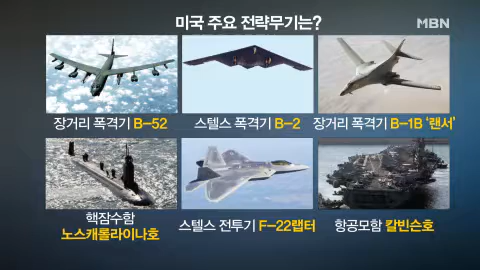 미국 주요 전략무기는?
MBN
장거리 폭격기 B-52
스텔스 폭격기 B-2
장거리 폭격기 B-1B '랜서'
핵잠수함
노스캐롤라이나호
스텔스 전투기 F-22랩터
항공모함 칼빈슨호